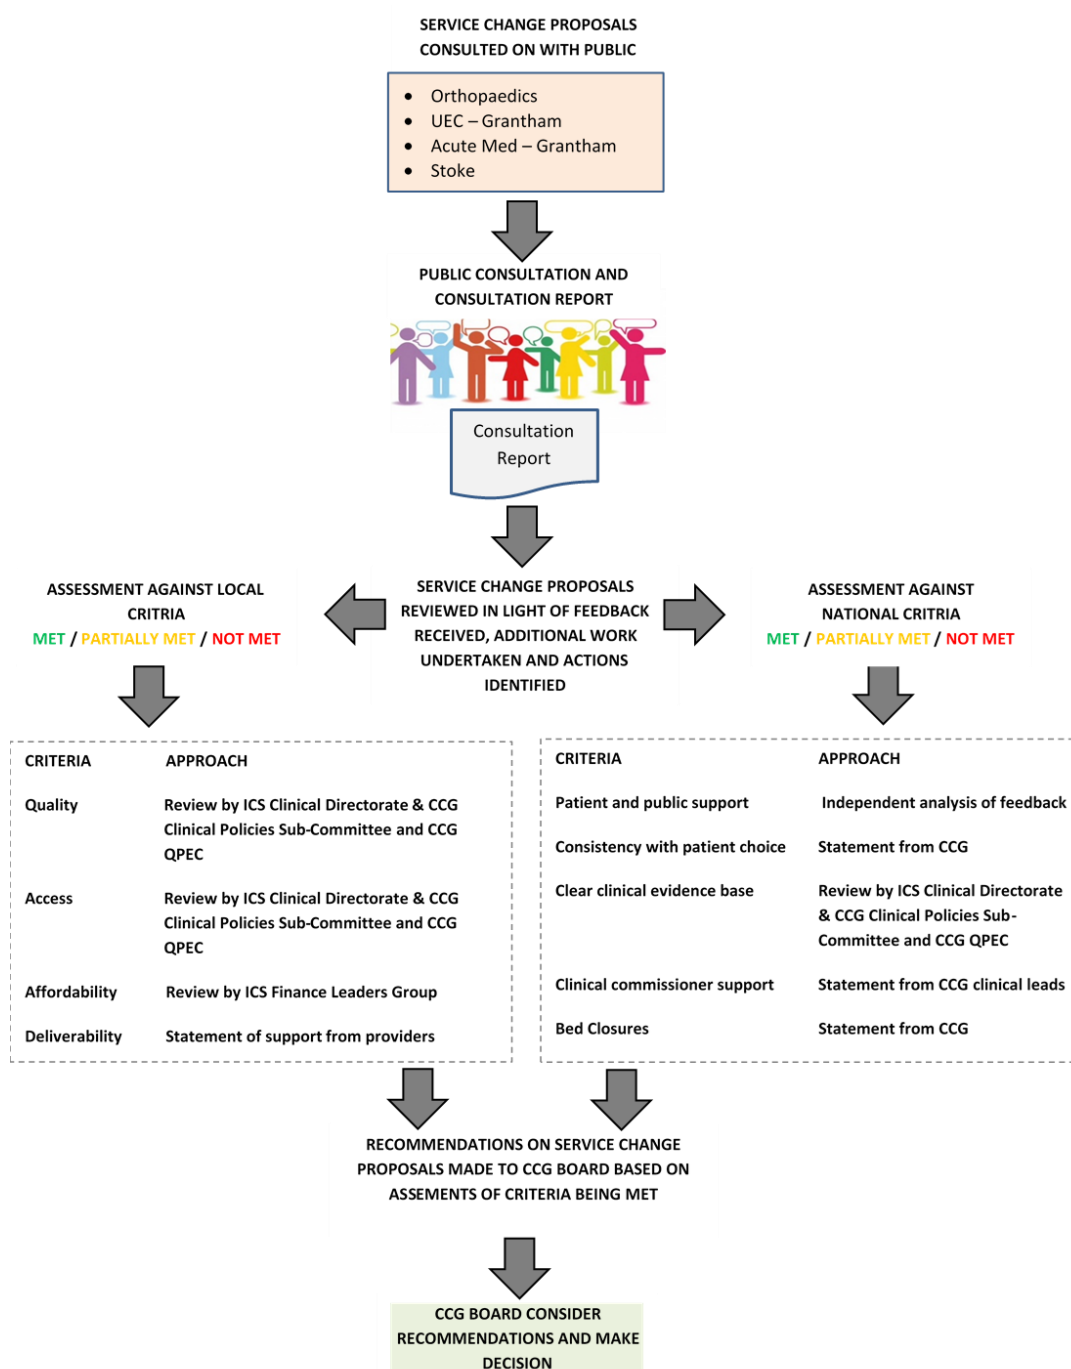 SERVICE CHANGE PROPOSALS
CONSULTED ON WITH PUBLIC
• Orthopaedics
• UEC – Grantham
• Acute Med – Grantham
• Stoke
PUBLIC CONSULTATION AND
CONSULTATION REPORT
Consultation
Report
SERVICE CHANGE PROPOSALS
REVIEWED IN LIGHT OF FEEDBACK
RECEIVED, ADDITIONAL WORK
UNDERTAKEN AND ACTIONS
IDENTIFIED
ASSESSMENT AGAINST LOCAL
CRITRIA
MET / PARTIALLY MET / NOT MET
ASSESSMENT AGAINST
NATIONAL CRITRIA
MET / PARTIALLY MET / NOT MET
CRITERIA APPROACH
Quality Review by ICS Clinical Directorate & CCG
Clinical Policies Sub-Committee and CCG
QPEC
Access Review by ICS Clinical Directorate & CCG
Clinical Policies Sub-Committee and CCG
QPEC
Affordability Review by ICS Finance Leaders Group
Deliverability Statement of support from providers
CRITERIA APPROACH
Patient and public support Independent analysis of feedback
Consistency with patient choice Statement from CCG
Clear clinical evidence base Review by ICS Clinical Directorate
& CCG Clinical Policies Sub-
Committee and CCG QPEC
Clinical commissioner support Statement from CCG clinical leads
Bed Closures Statement from CCG
RECOMMENDATIONS ON SERVICE CHANGE
PROPOSALS MADE TO CCG BOARD BASED ON
ASSEMENTS OF CRITERIA BEING MET
CCG BOARD CONSIDER
RECOMMENDATIONS AND MAKE
DECISION